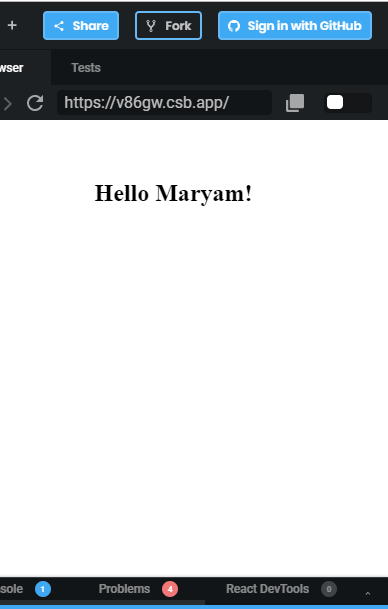 + Share Fork Sign in with GitHub
wser Tests
https://v86gw.csb.app/
Hello Maryam!
sole 1 Problems 4 React DevTools 0